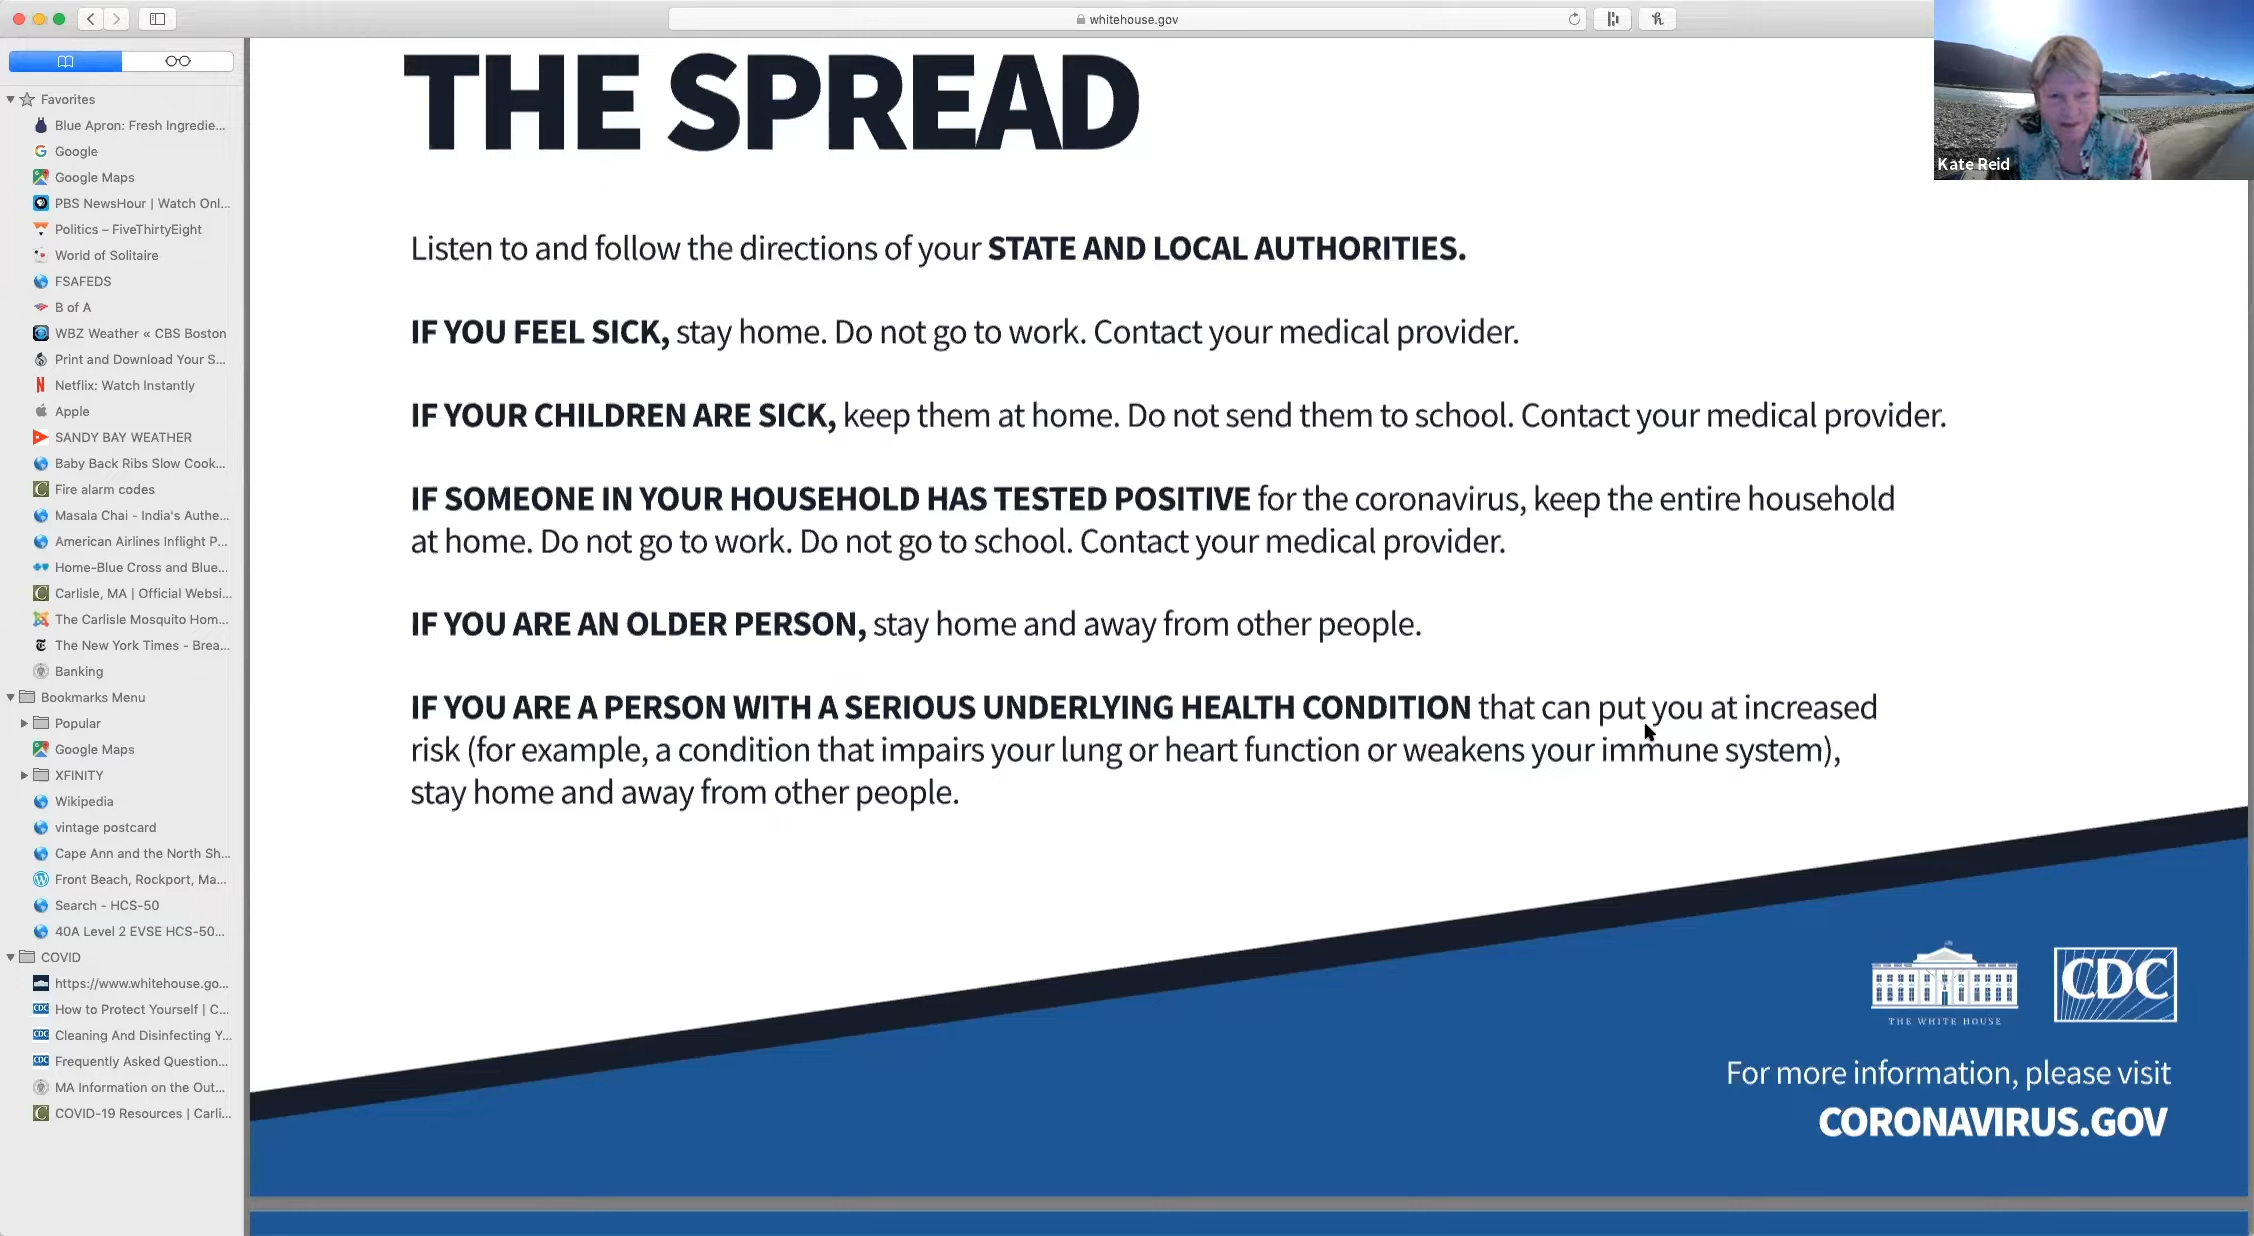 whitehouse.gov
Kate Reid
Favorites
Blue Apron: Fresh Ingredie...
Google
Google Maps
PBS NewsHour | Watch Onl...
Politics – FiveThirtyEight
World of Solitaire
FSAFEDS
B of A
WBZ Weather « CBS Boston
Print and Download Your S...
Netflix: Watch Instantly
Apple
SANDY BAY WEATHER
Baby Back Ribs Slow Cook...
Fire alarm codes
Masala Chai - India's Authe...
American Airlines Inflight P...
Home-Blue Cross and Blue...
Carlisle, MA | Official Websi...
The Carlisle Mosquito Hom...
The New York Times - Brea...
Banking
Bookmarks Menu
Popular
Google Maps
XFINITY
Wikipedia
vintage postcard
Cape Ann and the North Sh...
Front Beach, Rockport, Ma...
Search - HCS-50
40A Level 2 EVSE HCS-50...
COVID
https://www.whitehouse.go...
CDC How to Protect Yourself | C...
CDC Cleaning And Disinfecting Y...
CDC Frequently Asked Question...
MA Information on the Out...
COVID-19 Resources | Carli...
THE SPREAD
Listen to and follow the directions of your STATE AND LOCAL AUTHORITIES.
IF YOU FEEL SICK, stay home. Do not go to work. Contact your medical provider.
IF YOUR CHILDREN ARE SICK, keep them at home. Do not send them to school. Contact your medical provider.
IF SOMEONE IN YOUR HOUSEHOLD HAS TESTED POSITIVE for the coronavirus, keep the entire household
at home. Do not go to work. Do not go to school. Contact your medical provider.
IF YOU ARE AN OLDER PERSON, stay home and away from other people.
IF YOU ARE A PERSON WITH A SERIOUS UNDERLYING HEALTH CONDITION that can put you at increased
risk (for example, a condition that impairs your lung or heart function or weakens your immune system),
stay home and away from other people.
THE WHITE HOUSE
CDC
For more information, please visit
CORONAVIRUS.GOV